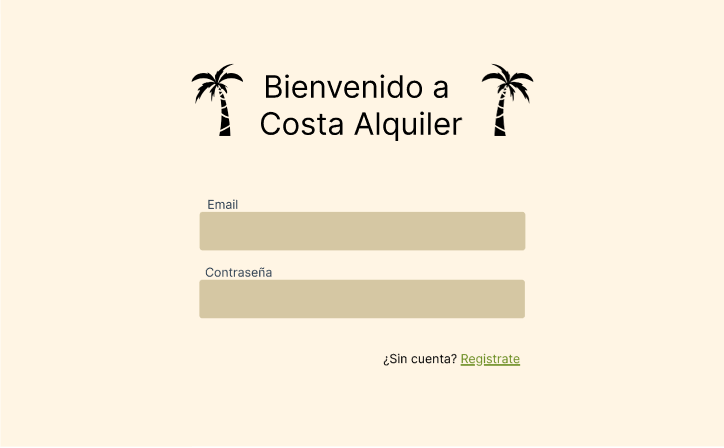 Bienvenido a
Costa Alquiler
Email
Contraseña
¿Sin cuenta? Registrate